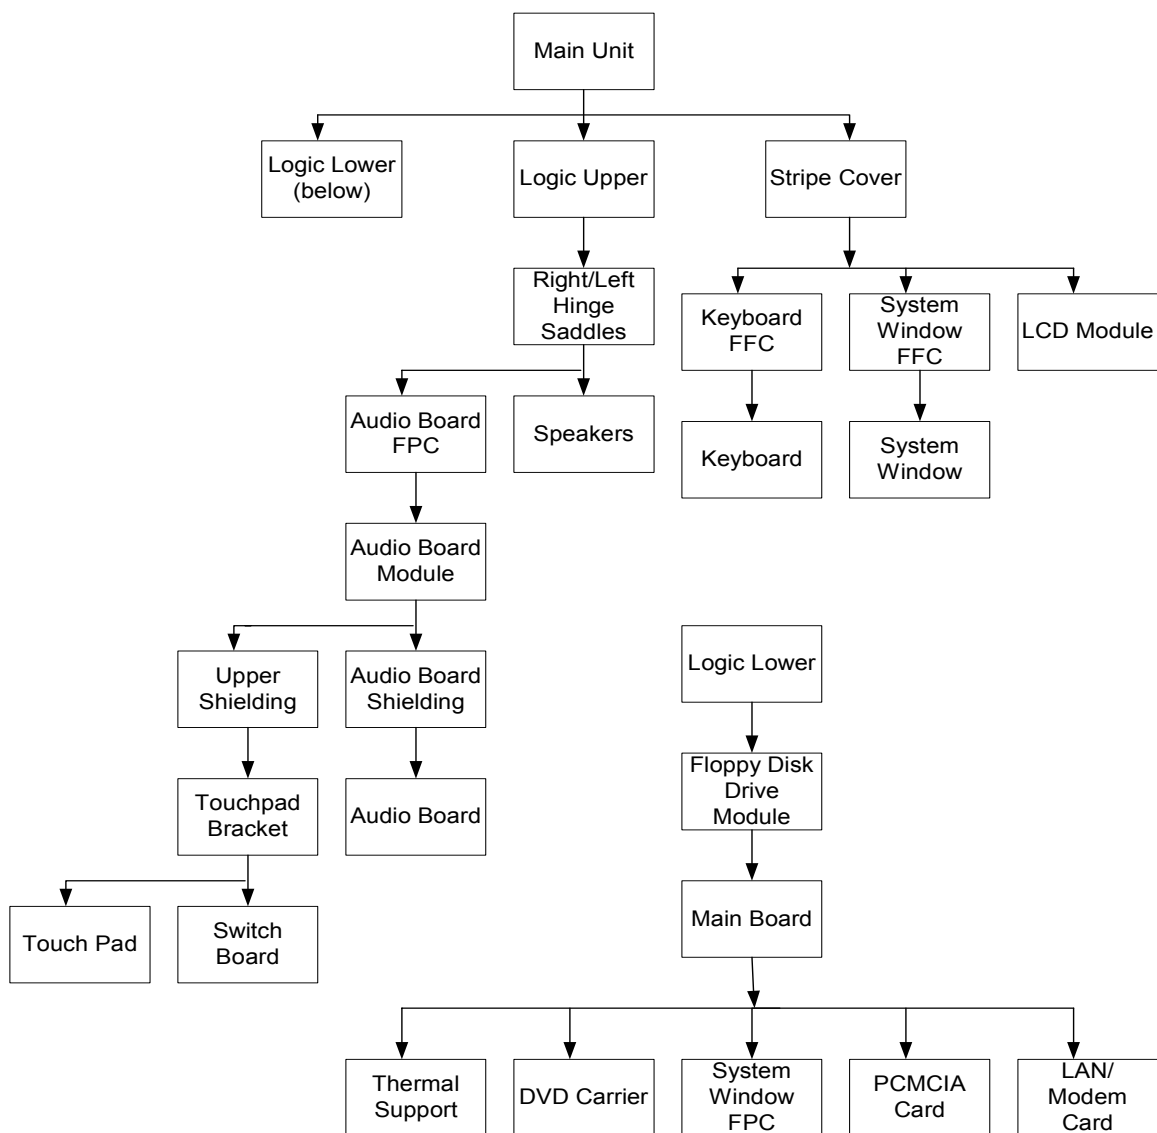 Main Unit
Logic Lower
(below)
Logic Upper
Stripe Cover
Right/Left
Hinge
Saddles
Keyboard
FFC
System
Window
FFC
LCD Module
Audio Board
FPC
Speakers
Keyboard
System
Window
Audio Board
Module
Upper
Shielding
Audio Board
Shielding
Logic Lower
Touchpad
Bracket
Audio Board
Floppy Disk
Drive
Module
Touch Pad
Switch
Board
Main Board
Thermal
Support
DVD Carrier
System
Window
FPC
PCMCIA
Card
LAN/
Modem
Card